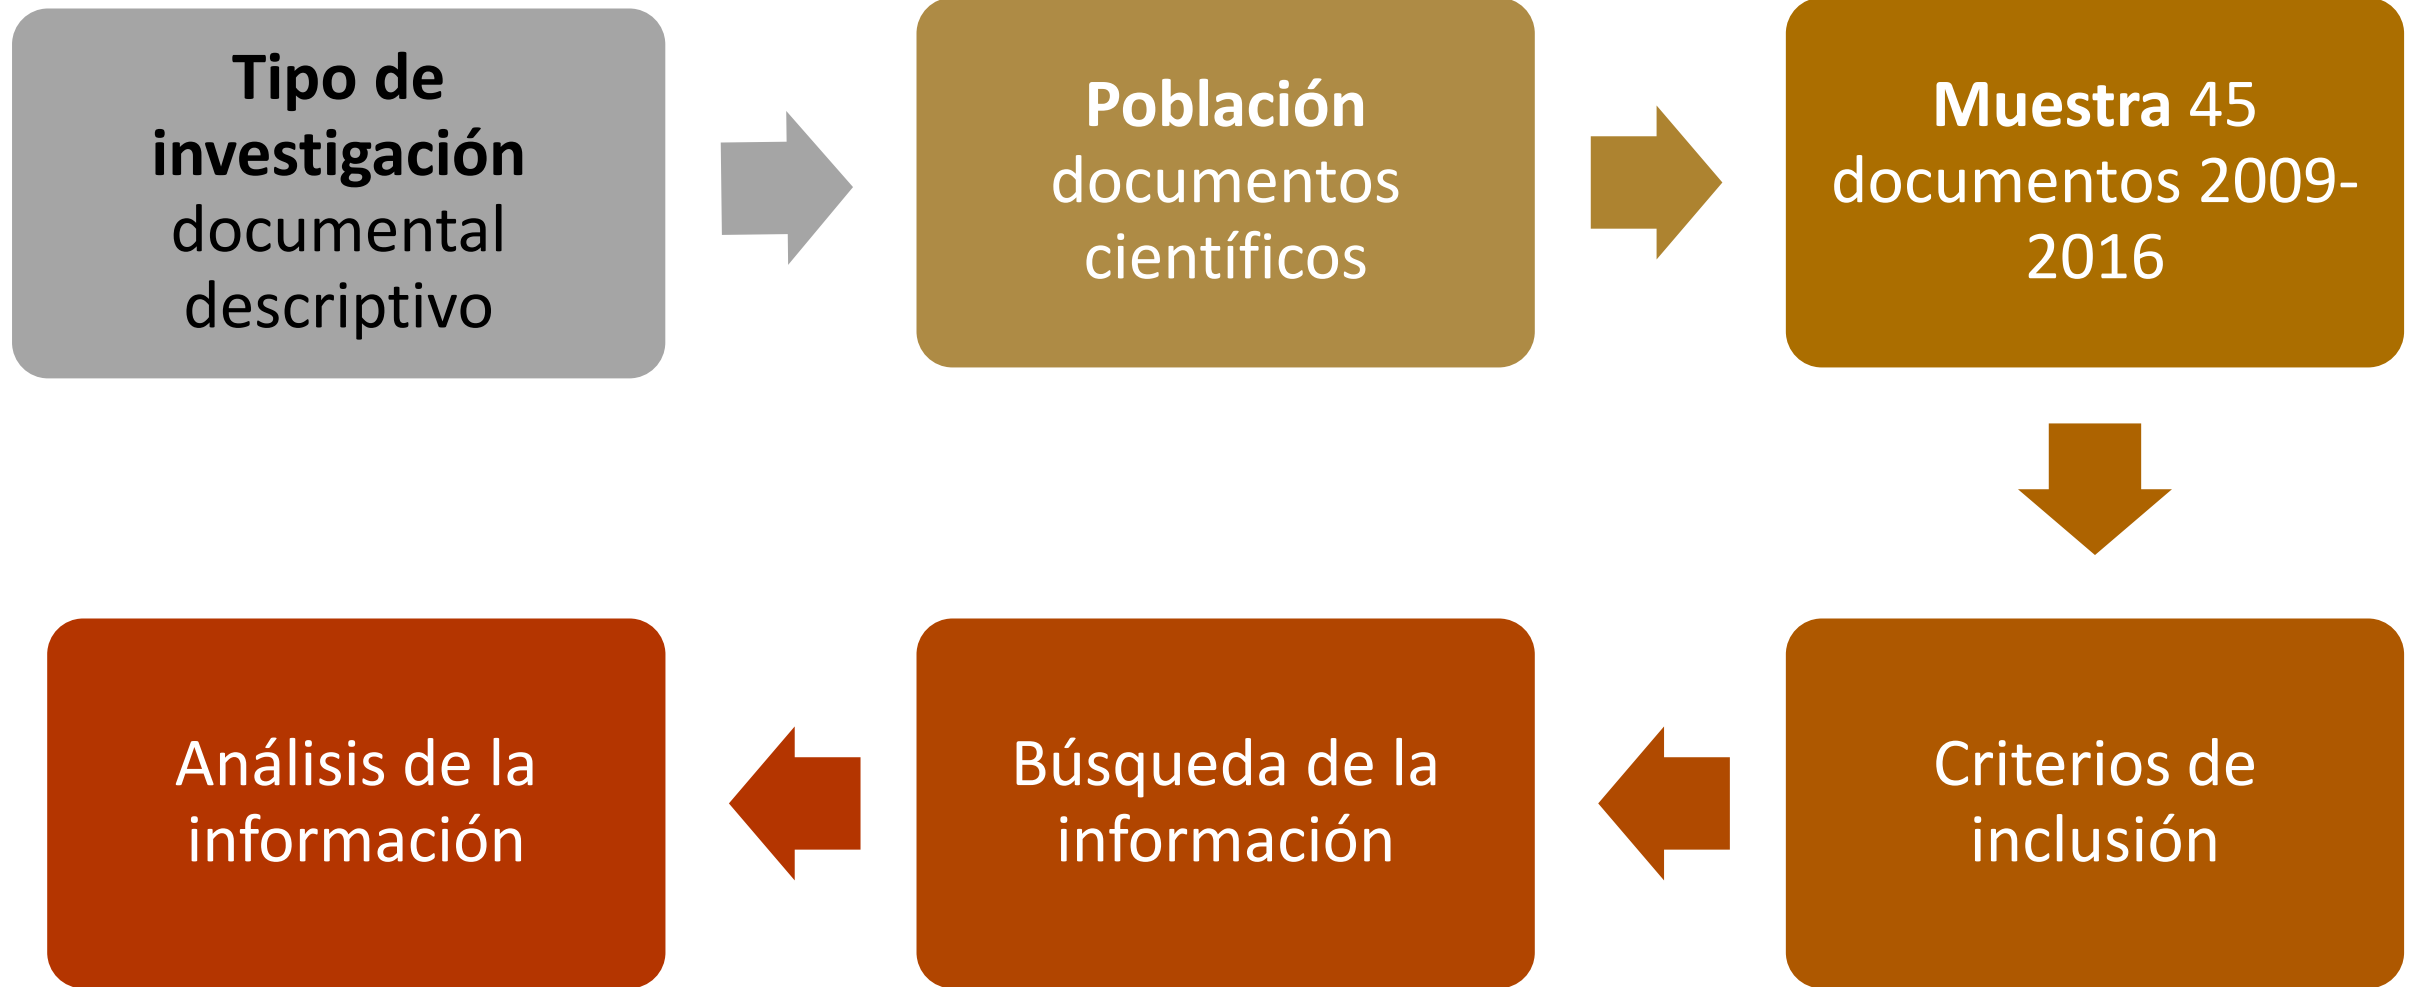 Tipo de
investigación
documental
descriptivo
Población
documentos
científicos
Muestra 45
documentos 2009-
2016
Criterios de
inclusión
Búsqueda de la
información
Análisis de la
información